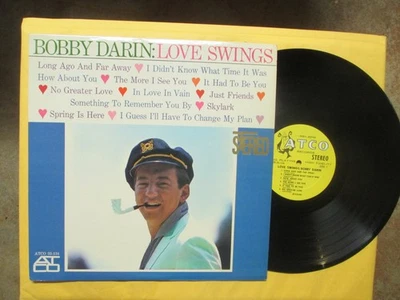 BOBBY DARIN: LOVE SWINGS
Long Ago And Far Away ♥ I Didn't Know What Time It Was
How About You ♥ The More I See You ♥ It Had To Be You
♥ No Greater Love ♥ In Love In Vain ♥ Just Friends ♥
Something To Remember You By ♥ Skylark
♥ Spring Is Here ♥ I Guess I'll Have To Change My Plan ♥
STEREO
ATCO
ATCO
STEREO